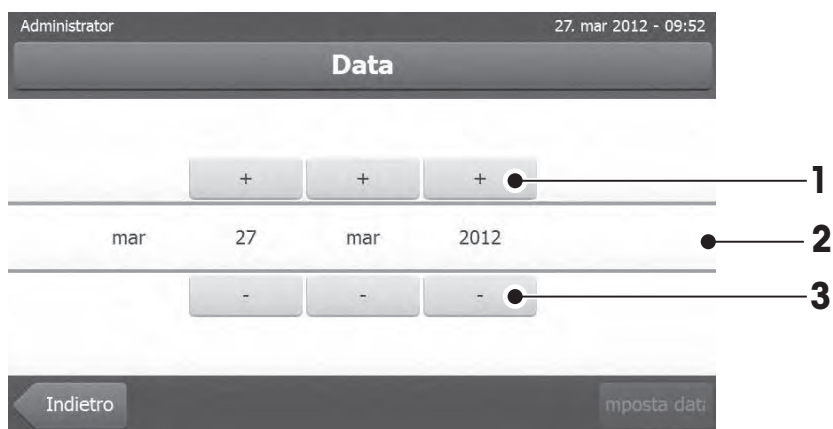 Administrator 27. mar 2012 - 09:52
Data
+ + + 1
mar 27 mar 2012 2
- - - 3
Indietro mposta dat